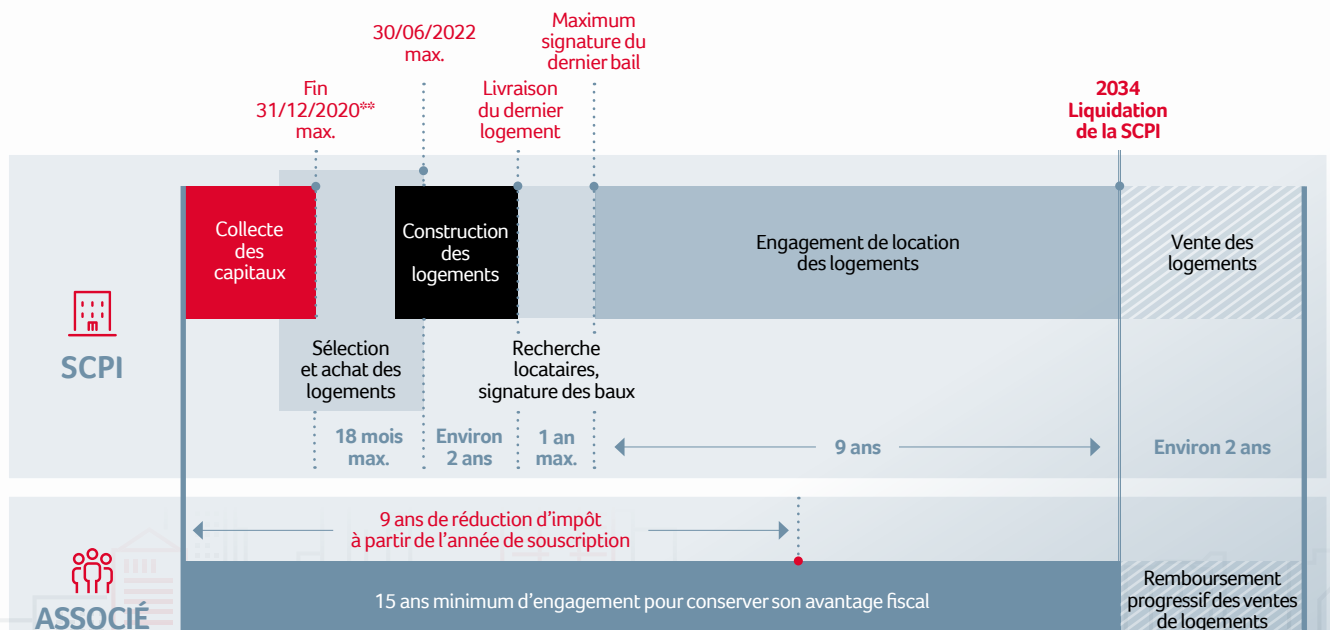 30/06/2022
max.
Maximum
signature du
dernier bail
Fin
31/12/2020**
max.
Livraison
du dernier
logement
2034
Liquidation
de la SCPI
SCPI
Collecte
des
capitaux
Construction
des
logements
Engagement de location
des logements
Vente des
logements
Sélection
et achat des
logements
Recherche
locataires,
signature des baux
18 mois
max.
Environ
2 ans
1 an
max.
9 ans
Environ 2 ans
ASSOCIÉ
9 ans de réduction d’impôt
à partir de l’année de souscription
15 ans minimum d’engagement pour conserver son avantage fiscal
Remboursement
progressif des ventes
de logements